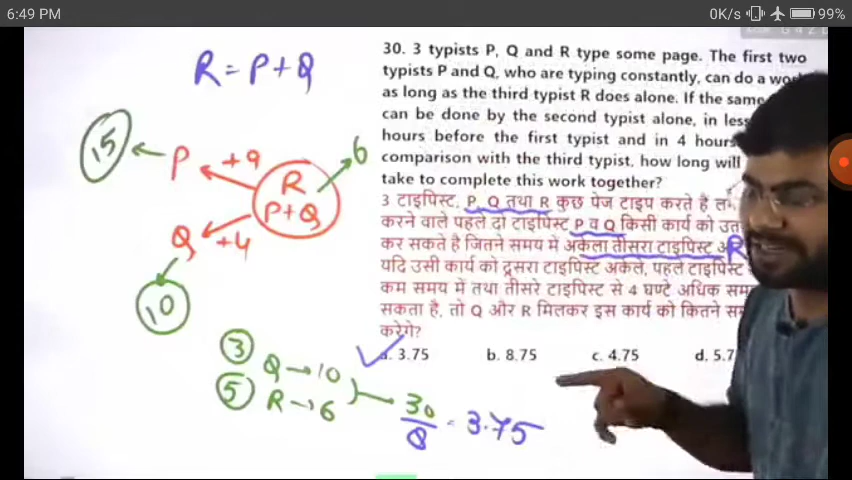 6:49 PM
0K/s 99%
R = P+Q
30. 3 typists P, Q and R type some page. The first two
typists P and Q, who are typing constantly, can do a
as long as the third typist R does alone. If the same
can be done by the second typist alone, in
hours before the first typist and in 4 hours
comparison with the third typist, how long will
take to complete this work together?
3 टाइपिस्ट, P, Q तथा R कुछ पेज टाइप करते है
करने वाले पहले दो टाइपिस्ट P व Q किसी कार्य को
कर सकते है जितने समय में अकेला तीसरा टाइपिस्ट R
यदि उसी कार्य को दूसरा टाइपिस्ट अकेले, पहले टाइपिस्ट
कम समय में तथा तीसरे टाइपिस्ट से 4 घण्टे अधिक
सकता है, तो Q और R मिलकर इस कार्य को कितने
करेगे?
a. 3.75 b. 8.75 c. 4.75 d. 5.7
15 P +9 R 6
P+Q
Q +4
10
3 Q → 10
5 R → 6
30/8 = 3.75